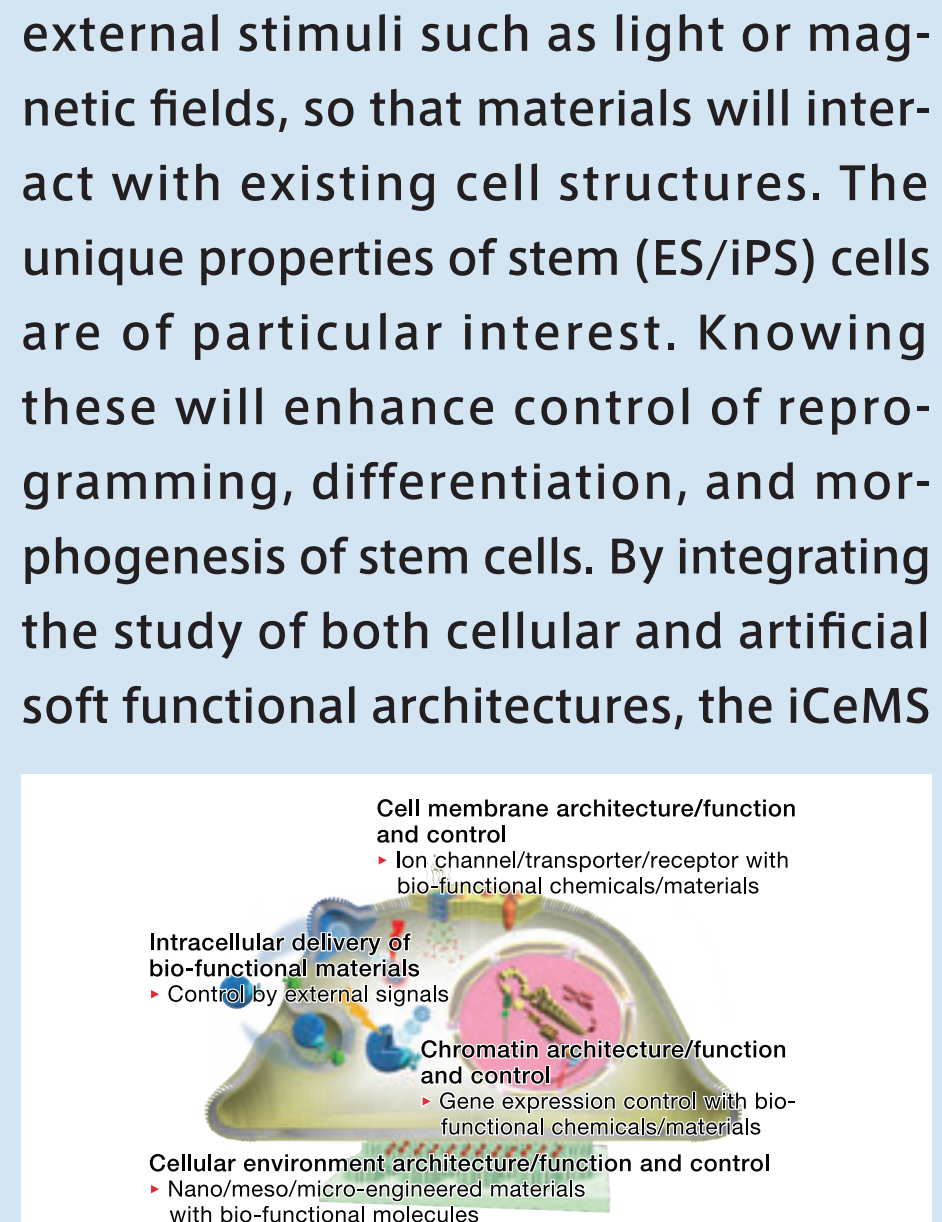 external stimuli such as light or mag-
netic fields, so that materials will inter-
act with existing cell structures. The
unique properties of stem (ES/iPS) cells
are of particular interest. Knowing
these will enhance control of repro-
gramming, differentiation, and mor-
phogenesis of stem cells. By integrating
the study of both cellular and artificial
soft functional architectures, the iCeMS
Cell membrane architecture/function
and control
▸ Ion channel/transporter/receptor with
bio-functional chemicals/materials
Intracellular delivery of
bio-functional materials
▸ Control by external signals
Chromatin architecture/function
and control
▸ Gene expression control with bio-
functional chemicals/materials
Cellular environment architecture/function and control
▸ Nano/meso/micro-engineered materials
with bio-functional molecules